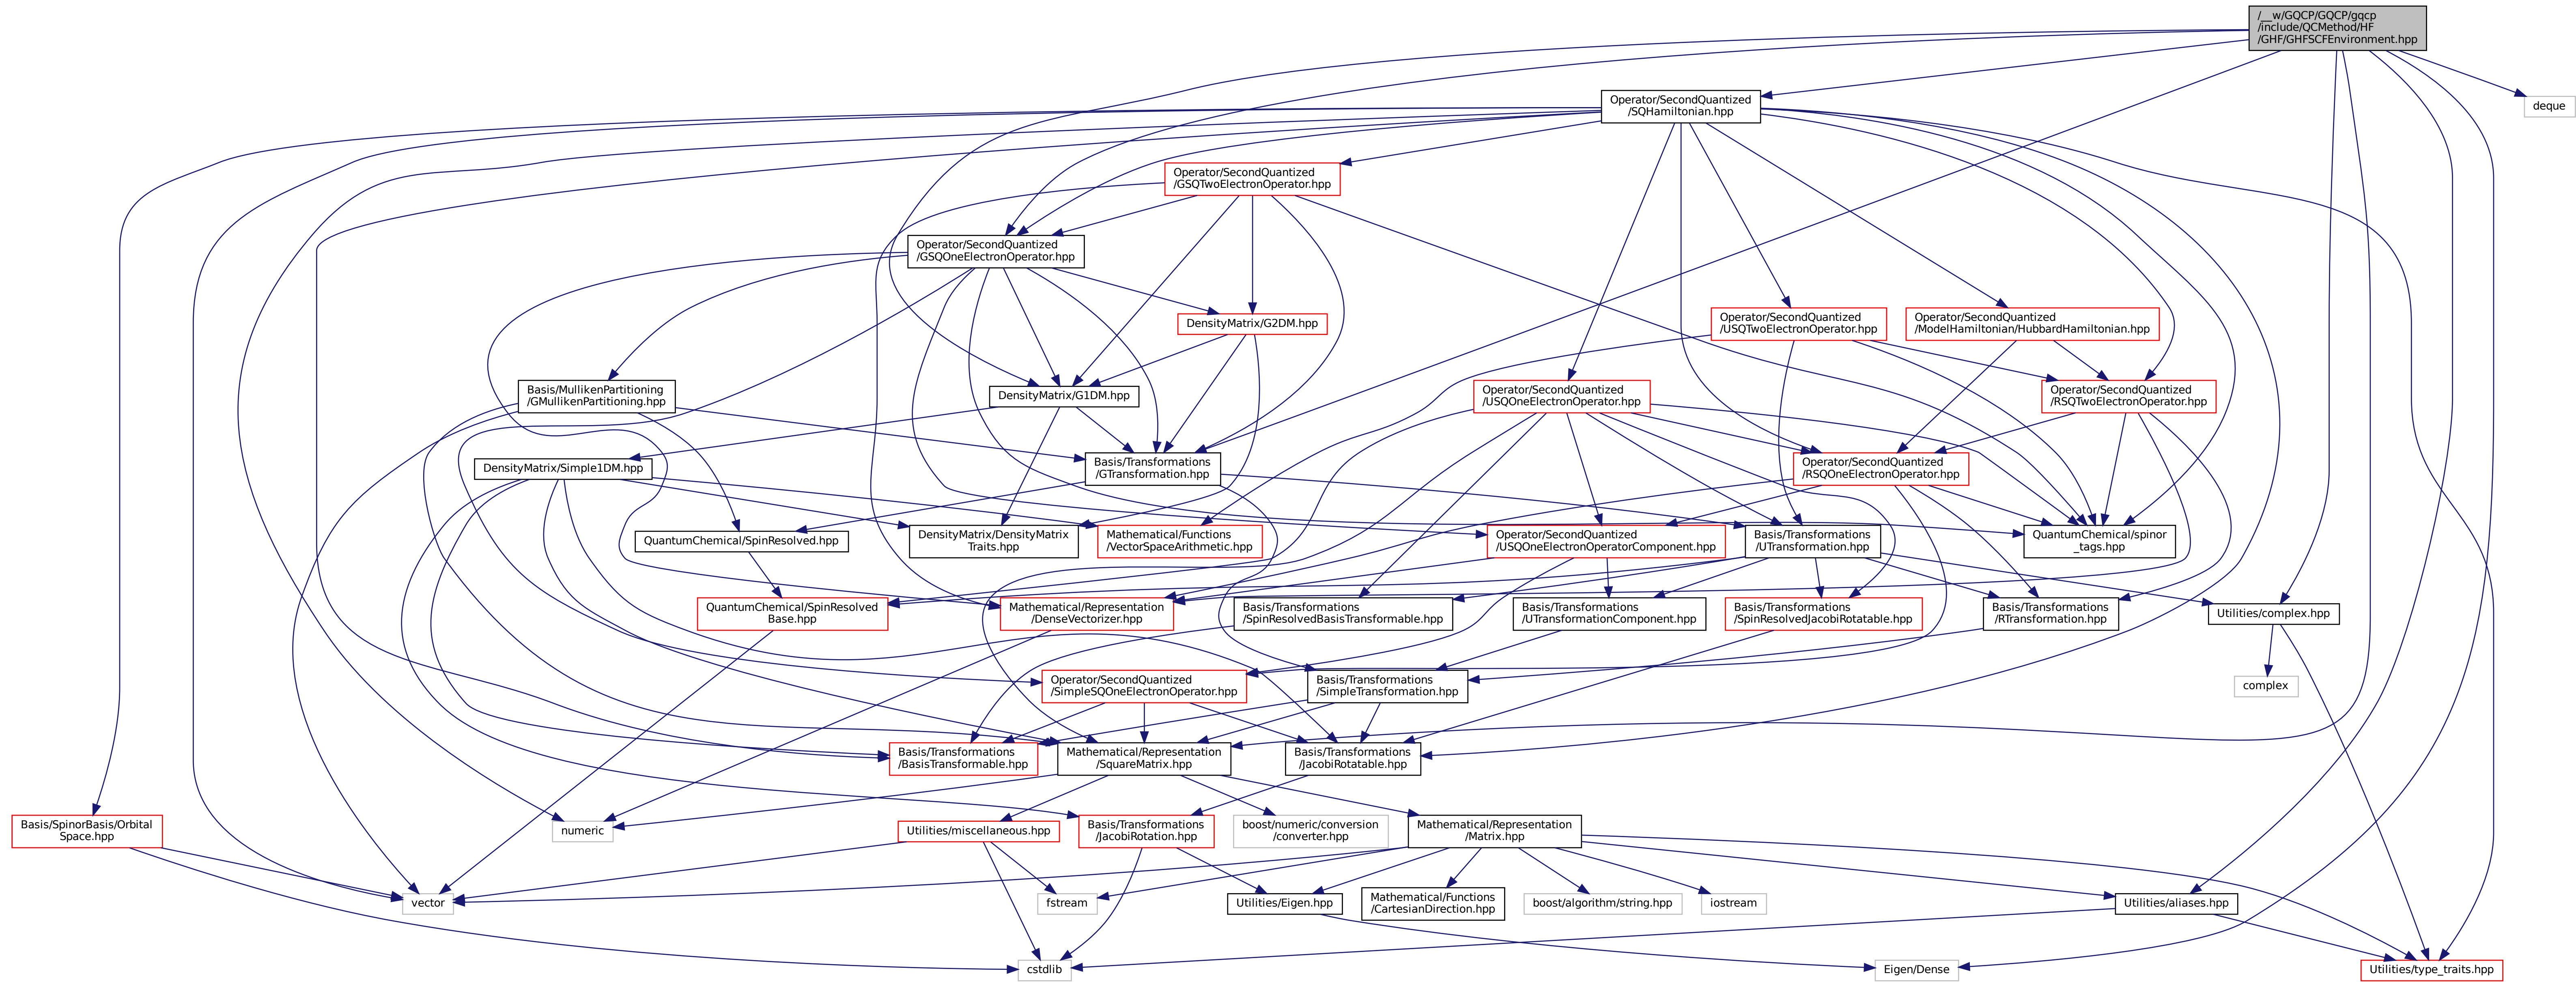 /__w/GQCP/GQCP/gqcp
/include/QCMethod/HF
/GHF/GHFSCFEnvironment.hpp
Operator/SecondQuantized
/SQHamiltonian.hpp
deque
Operator/SecondQuantized
/GSQTwoElectronOperator.hpp
Operator/SecondQuantized
/GSQOneElectronOperator.hpp
DensityMatrix/G2DM.hpp
Operator/SecondQuantized
/USQTwoElectronOperator.hpp
Operator/SecondQuantized
/ModelHamiltonian/HubbardHamiltonian.hpp
Basis/MullikenPartitioning
/GMullikenPartitioning.hpp
DensityMatrix/G1DM.hpp
Operator/SecondQuantized
/USQOneElectronOperator.hpp
Operator/SecondQuantized
/RSQTwoElectronOperator.hpp
DensityMatrix/Simple1DM.hpp
Basis/Transformations
/GTransformation.hpp
Operator/SecondQuantized
/RSQOneElectronOperator.hpp
QuantumChemical/SpinResolved.hpp
DensityMatrix/DensityMatrix
Traits.hpp
Mathematical/Functions
/VectorSpaceArithmetic.hpp
Operator/SecondQuantized
/USQOneElectronOperatorComponent.hpp
Basis/Transformations
/UTransformation.hpp
QuantumChemical/spinor
_tags.hpp
QuantumChemical/SpinResolved
Base.hpp
Mathematical/Representation
/DenseVectorizer.hpp
Basis/Transformations
/SpinResolvedBasisTransformable.hpp
Basis/Transformations
/UTransformationComponent.hpp
Basis/Transformations
/SpinResolvedJacobiRotatable.hpp
Basis/Transformations
/RTransformation.hpp
Utilities/complex.hpp
Operator/SecondQuantized
/SimpleSQOneElectronOperator.hpp
Basis/Transformations
/SimpleTransformation.hpp
complex
Basis/Transformations
/BasisTransformable.hpp
Mathematical/Representation
/SquareMatrix.hpp
Basis/Transformations
/JacobiRotatable.hpp
Basis/SpinorBasis/Orbital
Space.hpp
numeric
Utilities/miscellaneous.hpp
Basis/Transformations
/JacobiRotation.hpp
boost/numeric/conversion
/converter.hpp
Mathematical/Representation
/Matrix.hpp
vector
fstream
Utilities/Eigen.hpp
Mathematical/Functions
/CartesianDirection.hpp
boost/algorithm/string.hpp
iostream
Utilities/aliases.hpp
cstdlib
Eigen/Dense
Utilities/type_traits.hpp